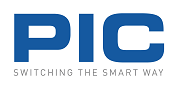 PIC
SWITCHING THE SMART WAY